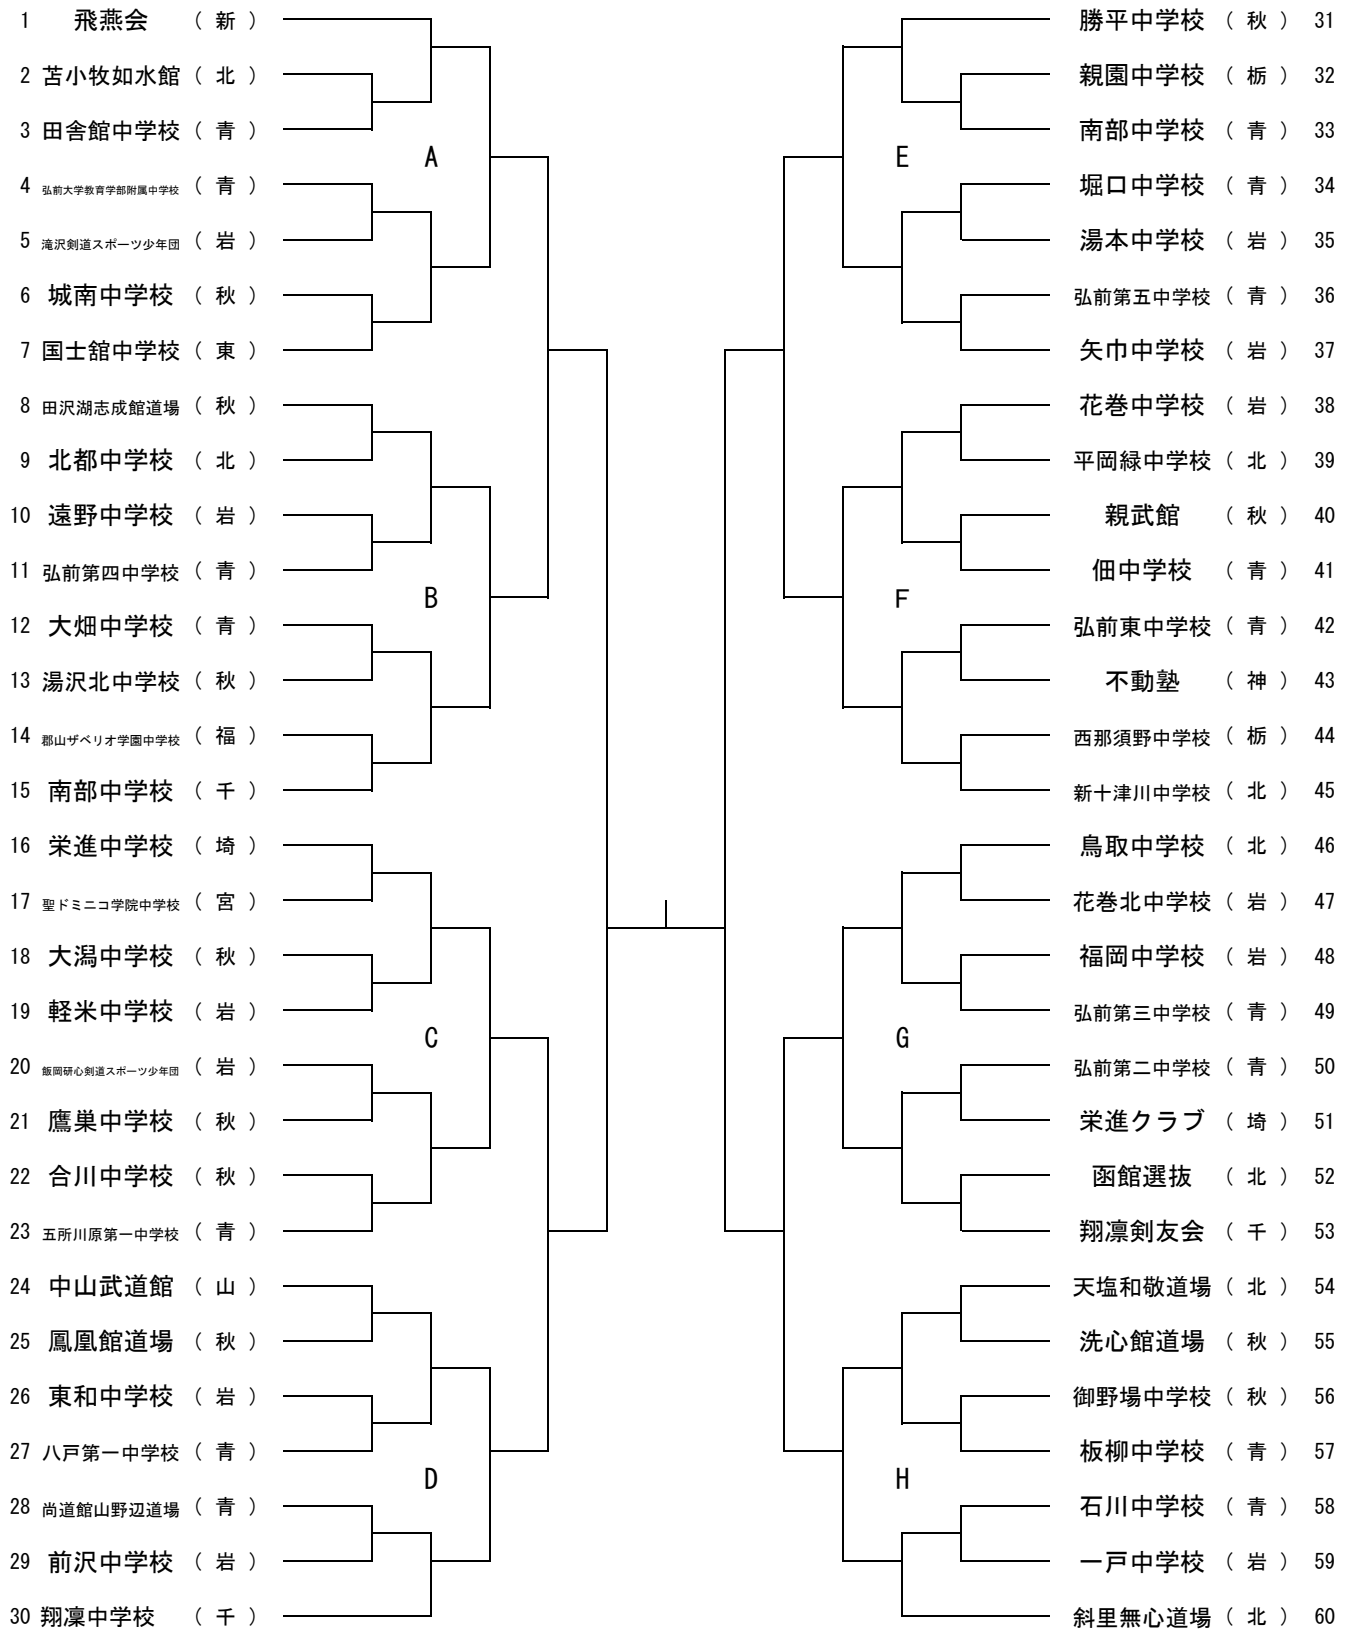 1 飛燕会 （ 新 ）
2 苫小牧如水館 （ 北 ）
3 田舎館中学校 （ 青 ）
A
4 弘前大学教育学部附属中学校 （ 青 ）
5 滝沢剣道スポーツ少年団 （ 岩 ）
6 城南中学校 （ 秋 ）
7 国士舘中学校 （ 東 ）
8 田沢湖志成館道場 （ 秋 ）
9 北都中学校 （ 北 ）
10 遠野中学校 （ 岩 ）
11 弘前第四中学校 （ 青 ）
B
12 大畑中学校 （ 青 ）
13 湯沢北中学校 （ 秋 ）
14 郡山ザベリオ学園中学校 （ 福 ）
15 南部中学校 （ 千 ）
16 栄進中学校 （ 埼 ）
17 聖ドミニコ学院中学校 （ 宮 ）
18 大潟中学校 （ 秋 ）
19 軽米中学校 （ 岩 ）
C
20 飯岡研心剣道スポーツ少年団 （ 岩 ）
21 鷹巣中学校 （ 秋 ）
22 合川中学校 （ 秋 ）
23 五所川原第一中学校 （ 青 ）
24 中山武道館 （ 山 ）
25 鳳凰館道場 （ 秋 ）
26 東和中学校 （ 岩 ）
27 八戸第一中学校 （ 青 ）
D
28 尚道館山野辺道場 （ 青 ）
29 前沢中学校 （ 岩 ）
30 翔凜中学校 （ 千 ）
勝平中学校 （ 秋 ） 31
親園中学校 （ 栃 ） 32
南部中学校 （ 青 ） 33
E
堀口中学校 （ 青 ） 34
湯本中学校 （ 岩 ） 35
弘前第五中学校 （ 青 ） 36
矢巾中学校 （ 岩 ） 37
花巻中学校 （ 岩 ） 38
平岡緑中学校 （ 北 ） 39
親武館 （ 秋 ） 40
佃中学校 （ 青 ） 41
F
弘前東中学校 （ 青 ） 42
不動塾 （ 神 ） 43
西那須野中学校 （ 栃 ） 44
新十津川中学校 （ 北 ） 45
鳥取中学校 （ 北 ） 46
花巻北中学校 （ 岩 ） 47
福岡中学校 （ 岩 ） 48
弘前第三中学校 （ 青 ） 49
G
弘前第二中学校 （ 青 ） 50
栄進クラブ （ 埼 ） 51
函館選抜 （ 北 ） 52
翔凛剣友会 （ 千 ） 53
天塩和敬道場 （ 北 ） 54
洗心館道場 （ 秋 ） 55
御野場中学校 （ 秋 ） 56
板柳中学校 （ 青 ） 57
H
石川中学校 （ 青 ） 58
一戸中学校 （ 岩 ） 59
斜里無心道場 （ 北 ） 60